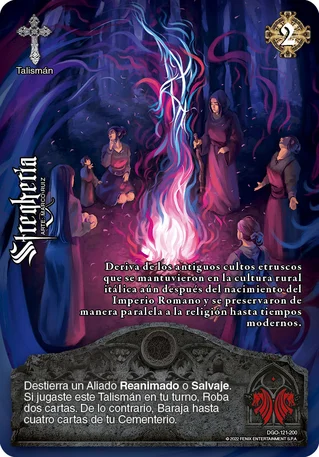 2
Talismán
Stregheria
ARTE: MARCO RUIZ
Deriva de los antiguos cultos etruscos
que se mantuvieron en la cultura rural
itálica aún después del nacimiento del
Imperio Romano y se preservaron de
manera paralela a la religión hasta tiempos
modernos.
Destierra un Aliado Reanimado o Salvaje.
Si jugaste este Talismán en tu turno, Roba
dos cartas. De lo contrario, Baraja hasta
cuatro cartas de tu Cementerio.
DGO-121-200
© 2022 FENIX ENTERTAINMENT S.P.A.